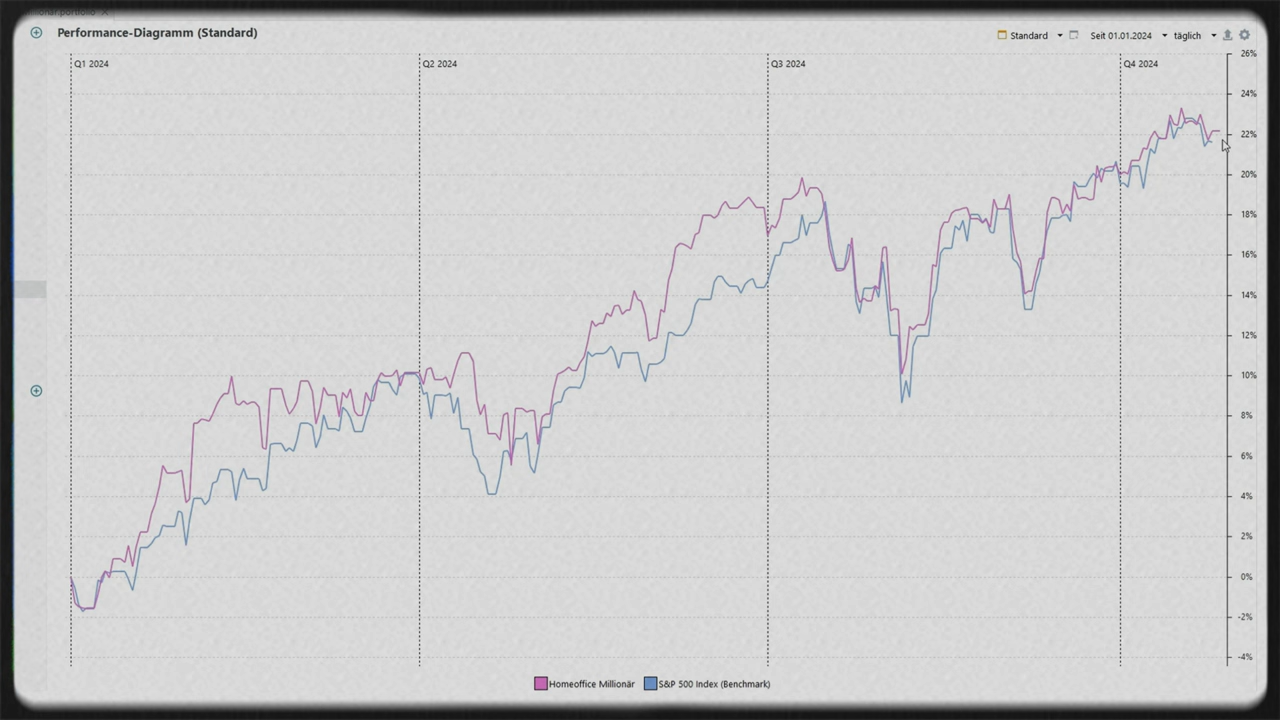 Performance-Diagramm (Standard)
Standard
Seit 01.01.2024
täglich
Q1 2024
Q2 2024
Q3 2024
Q4 2024
26%
24%
22%
20%
18%
16%
14%
12%
10%
8%
6%
4%
2%
0%
-2%
-4%
Homeoffice Millionär
S&P 500 Index (Benchmark)